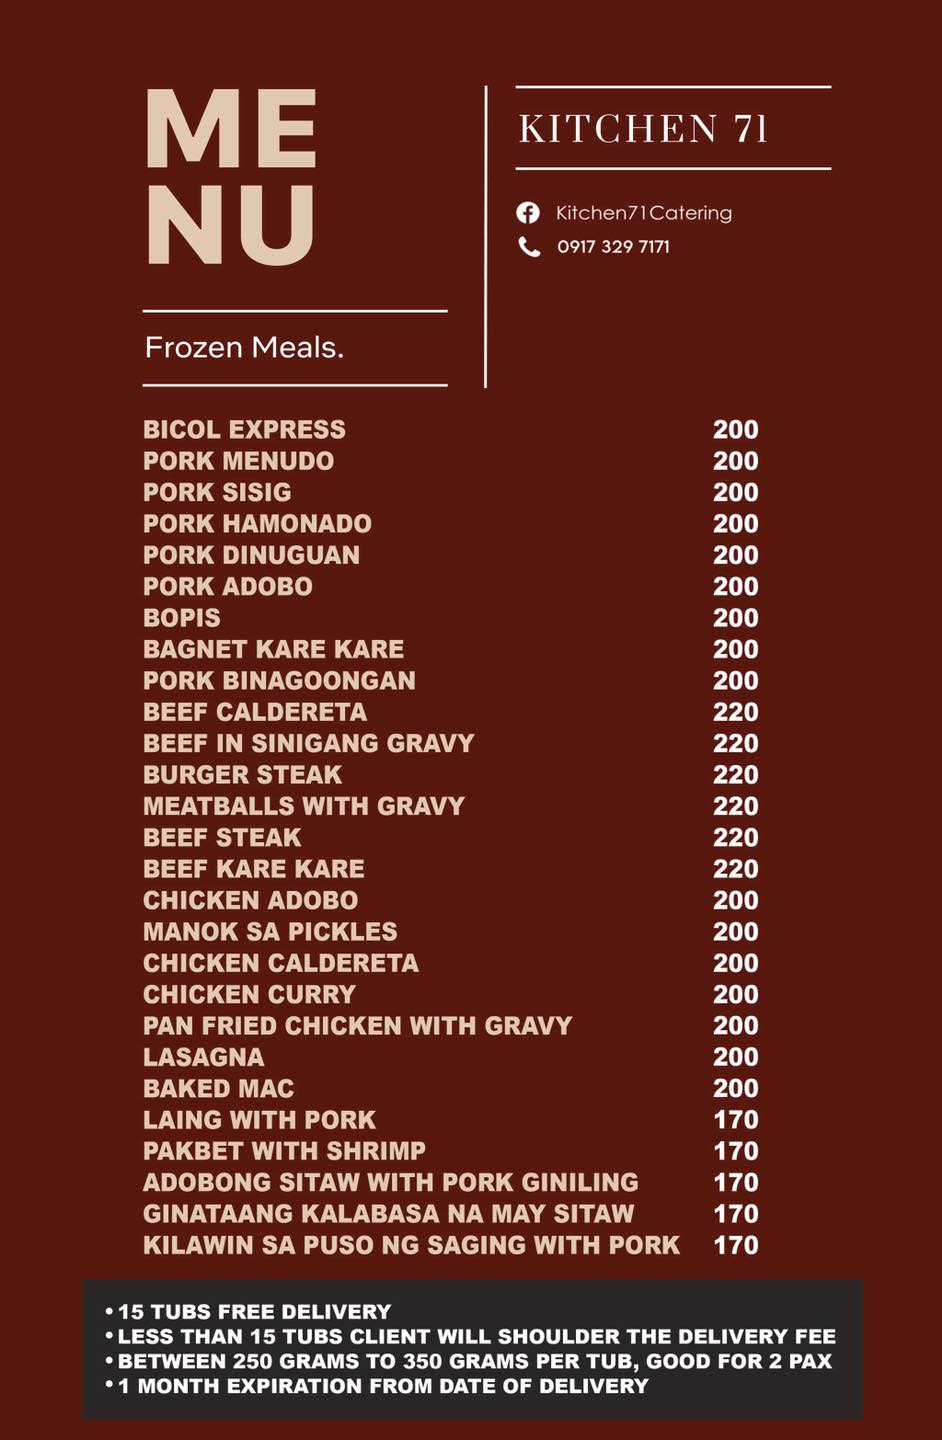 ME
NU
KITCHEN 71
Kitchen71Catering
0917 329 7171
Frozen Meals.
BICOL EXPRESS 200
PORK MENUDO 200
PORK SISIG 200
PORK HAMONADO 200
PORK DINUGUAN 200
PORK ADOBO 200
BOPIS 200
BAGNET KARE KARE 200
PORK BINAGOONGAN 200
BEEF CALDERETA 220
BEEF IN SINIGANG GRAVY 220
BURGER STEAK 220
MEATBALLS WITH GRAVY 220
BEEF STEAK 220
BEEF KARE KARE 220
CHICKEN ADOBO 200
MANOK SA PICKLES 200
CHICKEN CALDERETA 200
CHICKEN CURRY 200
PAN FRIED CHICKEN WITH GRAVY 200
LASAGNA 200
BAKED MAC 200
LAING WITH PORK 170
PAKBET WITH SHRIMP 170
ADOBONG SITAW WITH PORK GINILING 170
GINATAANG KALABASA NA MAY SITAW 170
KILAWIN SA PUSO NG SAGING WITH PORK 170
• 15 TUBS FREE DELIVERY
• LESS THAN 15 TUBS CLIENT WILL SHOULDER THE DELIVERY FEE
• BETWEEN 250 GRAMS TO 350 GRAMS PER TUB, GOOD FOR 2 PAX
• 1 MONTH EXPIRATION FROM DATE OF DELIVERY